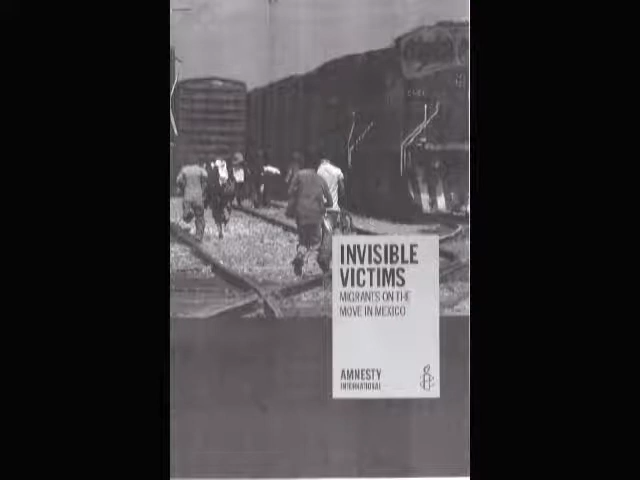 INVISIBLE
VICTIMS
MIGRANTS ON THE
MOVE IN MEXICO
AMNESTY
INTERNATIONAL